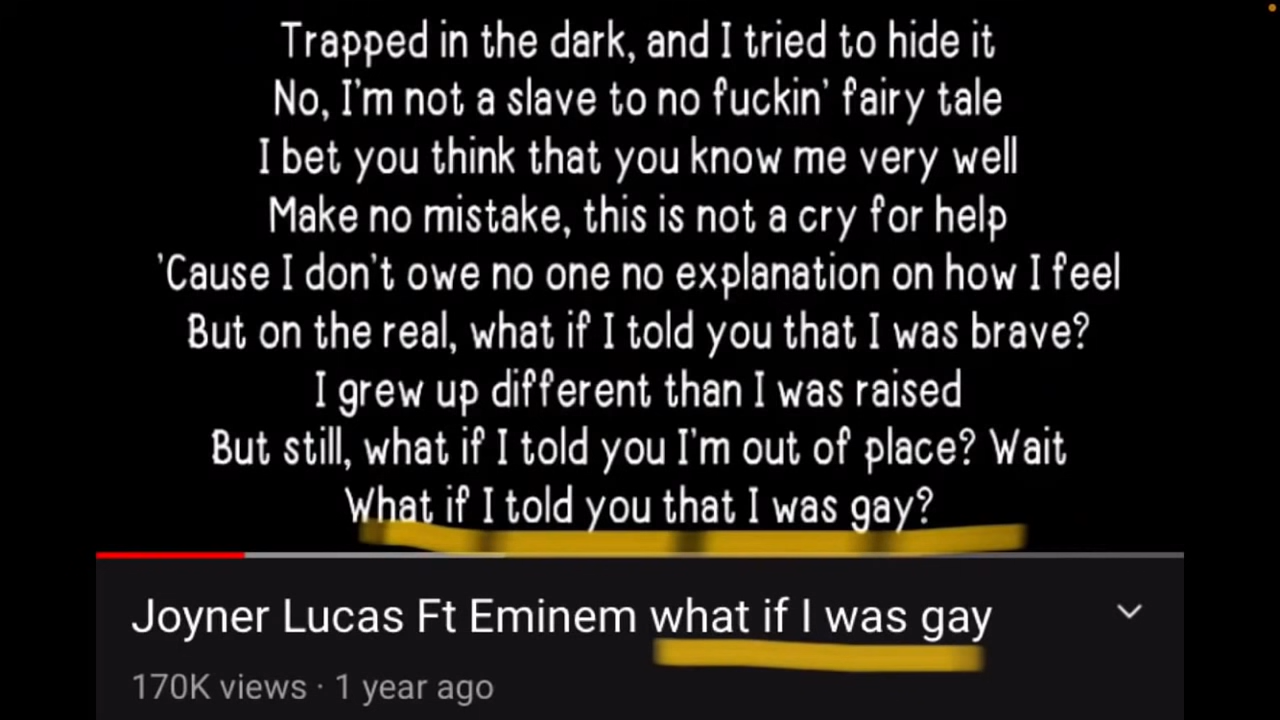 Trapped in the dark, and I tried to hide it
No, I'm not a slave to no fuckin' fairy tale
I bet you think that you know me very well
Make no mistake, this is not a cry for help
'Cause I don't owe no one no explanation on how I feel
But on the real, what if I told you that I was brave?
I grew up different than I was raised
But still, what if I told you I'm out of place? Wait
What if I told you that I was gay?
Joyner Lucas Ft Eminem what if I was gay
170K views · 1 year ago